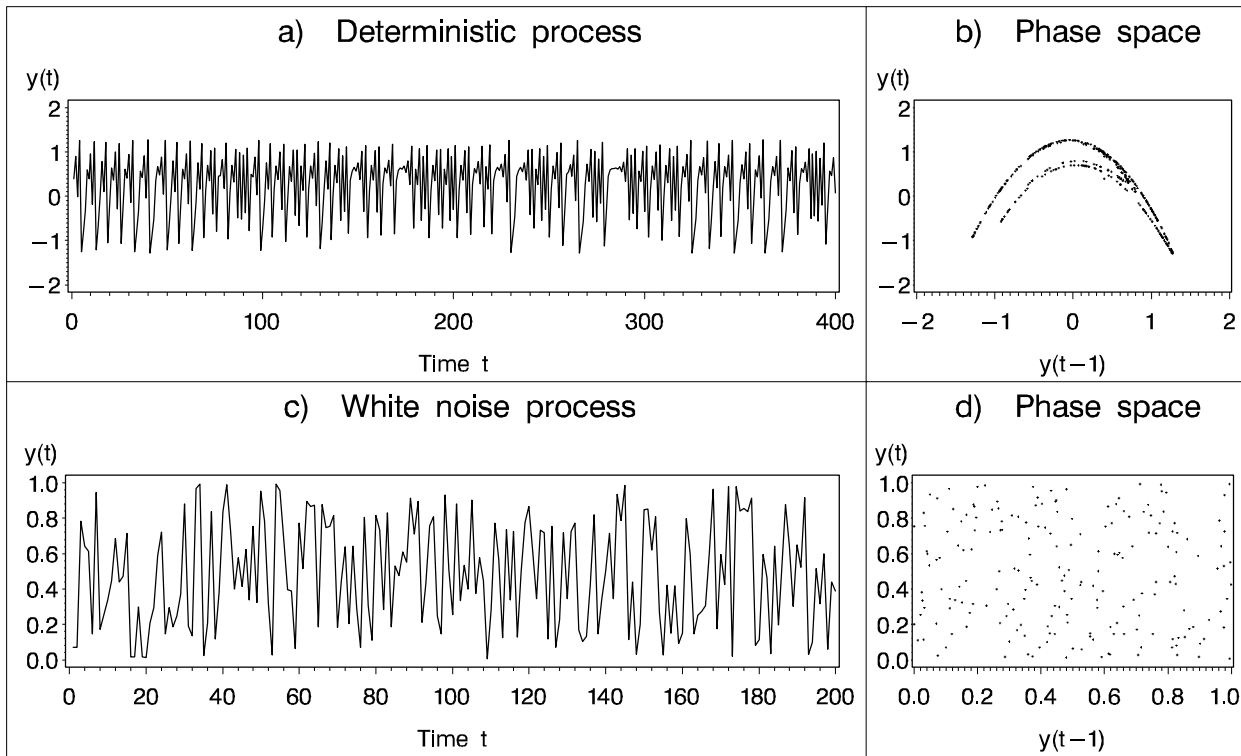 a) Deterministic process
y(t)
2
1
0
−1
−2
0 100 200 300 400
Time t
b) Phase space
y(t)
2
1
0
−1
−2
−2 −1 0 1 2
y(t−1)
c) White noise process
y(t)
1.0
0.8
0.6
0.4
0.2
0.0
0 20 40 60 80 100 120 140 160 180 200
Time t
d) Phase space
y(t)
1.0
0.8
0.6
0.4
0.2
0.0
0.0 0.2 0.4 0.6 0.8 1.0
y(t−1)